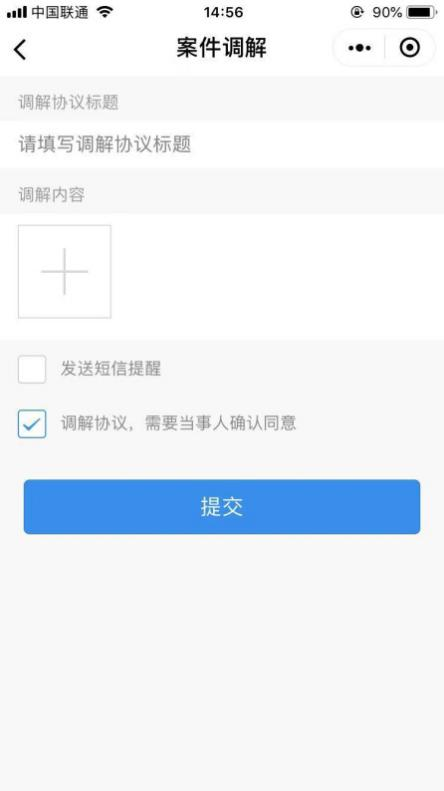 中国联通 14:56 90%
案件调解
调解协议标题
请填写调解协议标题
调解内容
发送短信提醒
调解协议，需要当事人确认同意
提交